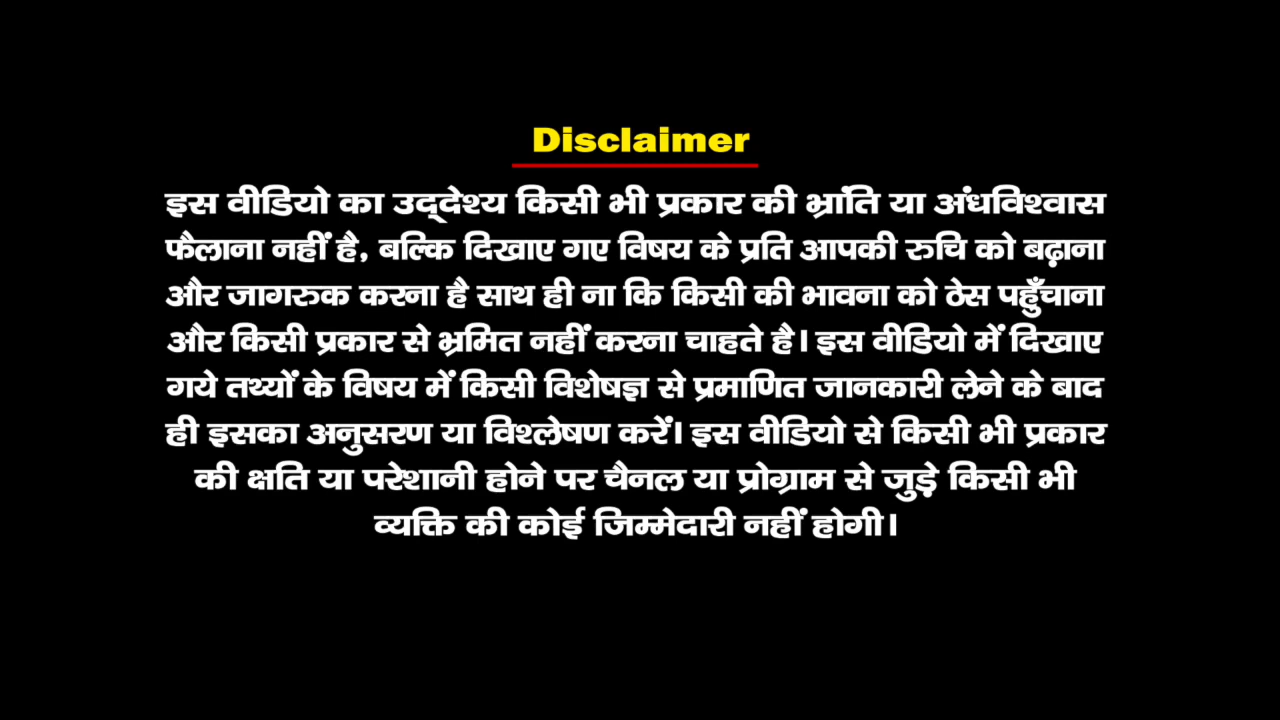 Disclaimer
इस वीडियो का उद्देश्य किसी भी प्रकार की भ्रांति या अंधविश्वास
फैलाना नहीं है, बल्कि दिखाए गए विषय के प्रति आपकी रुचि को बढ़ाना
और जागरुक करना है साथ ही ना कि किसी की भावना को ठेस पहुँचाना
और किसी प्रकार से भ्रमित नहीं करना चाहते है। इस वीडियो में दिखाए
गये तथ्यों के विषय में किसी विशेषज्ञ से प्रमाणित जानकारी लेने के बाद
ही इसका अनुसरण या विश्लेषण करें। इस वीडियो से किसी भी प्रकार
की क्षति या परेशानी होने पर चैनल या प्रोग्राम से जुड़े किसी भी
व्यक्ति की कोई जिम्मेदारी नहीं होगी।